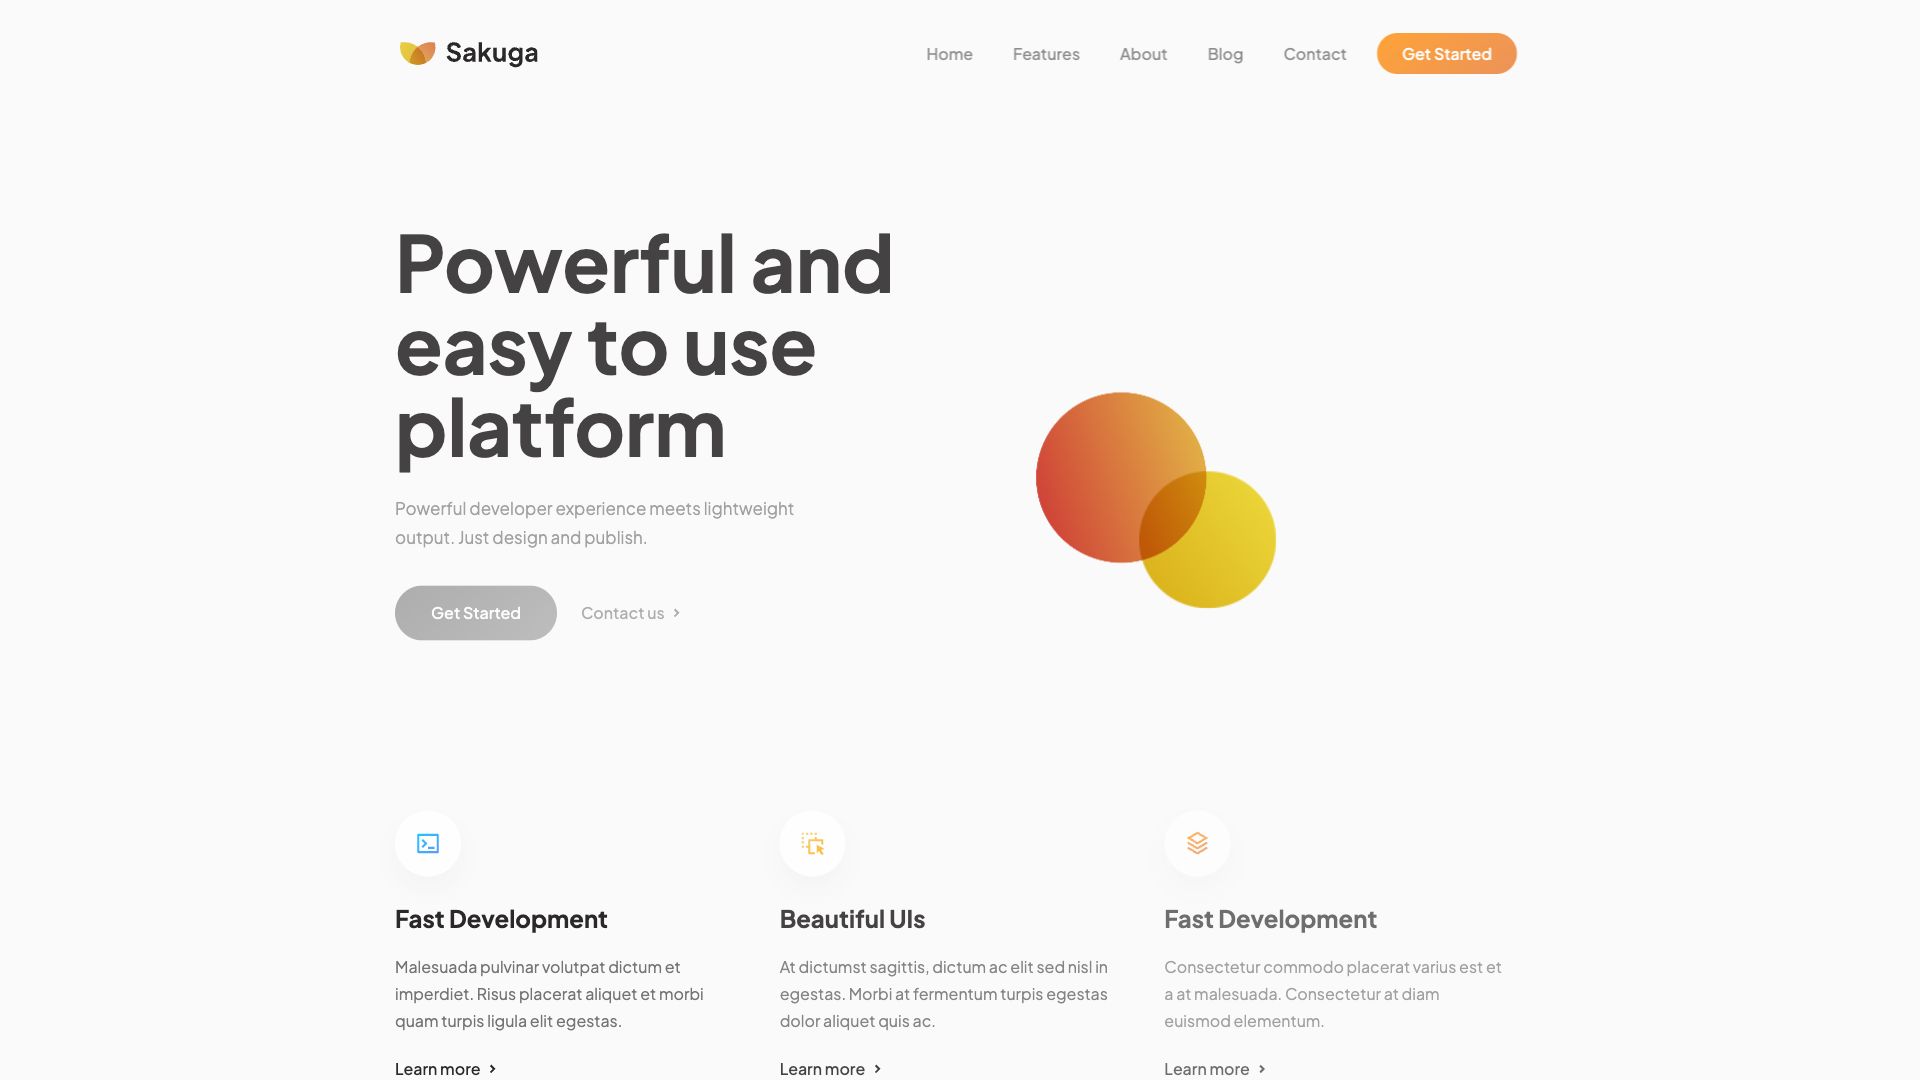 Sakuga
Home
Features
About
Blog
Contact
Get Started
Powerful and
easy to use
platform
Powerful developer experience meets lightweight
output. Just design and publish.
Get Started
Contact us
Fast Development
Malesuada pulvinar volutpat dictum et
imperdiet. Risus placerat aliquet et morbi
quam turpis ligula elit egestas.
Learn more
Beautiful UIs
At dictumst sagittis, dictum ac elit sed nisl in
egestas. Morbi at fermentum turpis egestas
dolor aliquet quis ac.
Learn more
Fast Development
Consectetur commodo placerat varius est et
a at malesuada. Consectetur at diam
euismod elementum.
Learn more